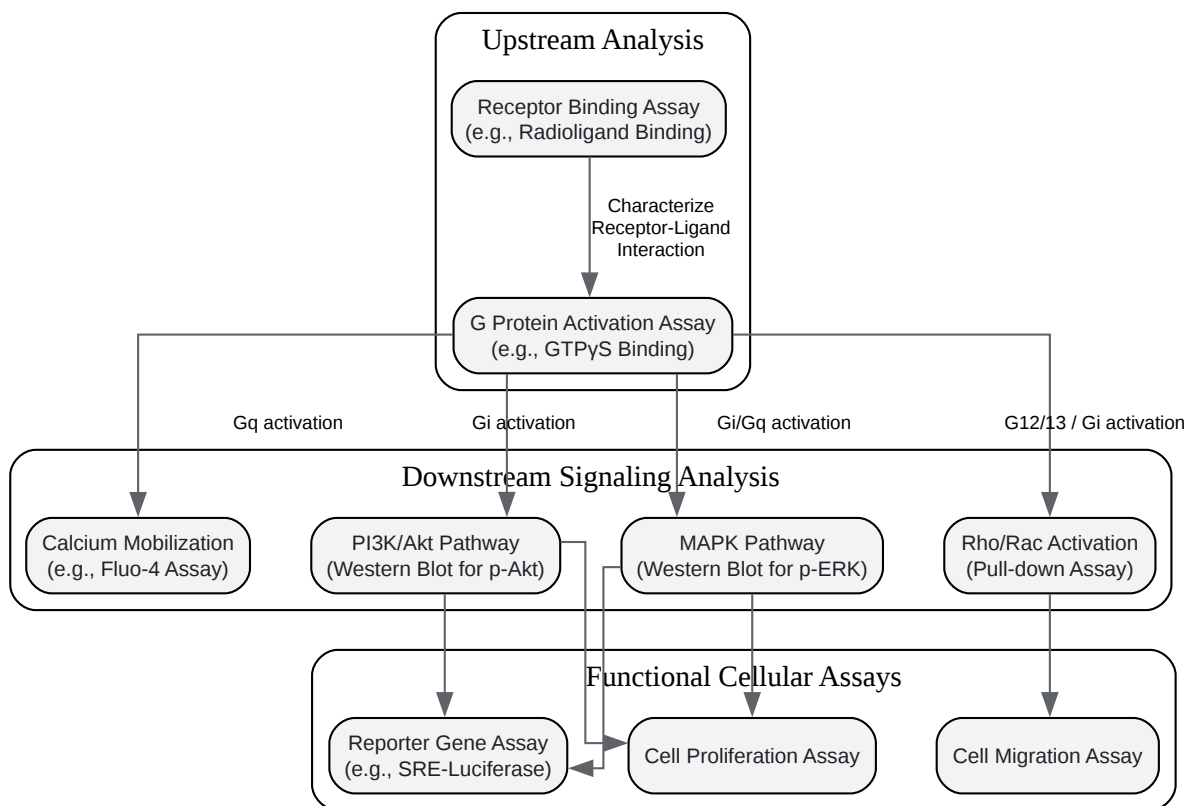 Upstream Analysis
Receptor Binding Assay
(e.g., Radioligand Binding)
Characterize
Receptor-Ligand
Interaction
G Protein Activation Assay
(e.g., GTPγS Binding)
Gq activation
Gi activation
Gi/Gq activation
G12/13 / Gi activation
Downstream Signaling Analysis
Calcium Mobilization
(e.g., Fluo-4 Assay)
PI3K/Akt Pathway
(Western Blot for p-Akt)
MAPK Pathway
(Western Blot for p-ERK)
Rho/Rac Activation
(Pull-down Assay)
Functional Cellular Assays
Reporter Gene Assay
(e.g., SRE-Luciferase)
Cell Proliferation Assay
Cell Migration Assay